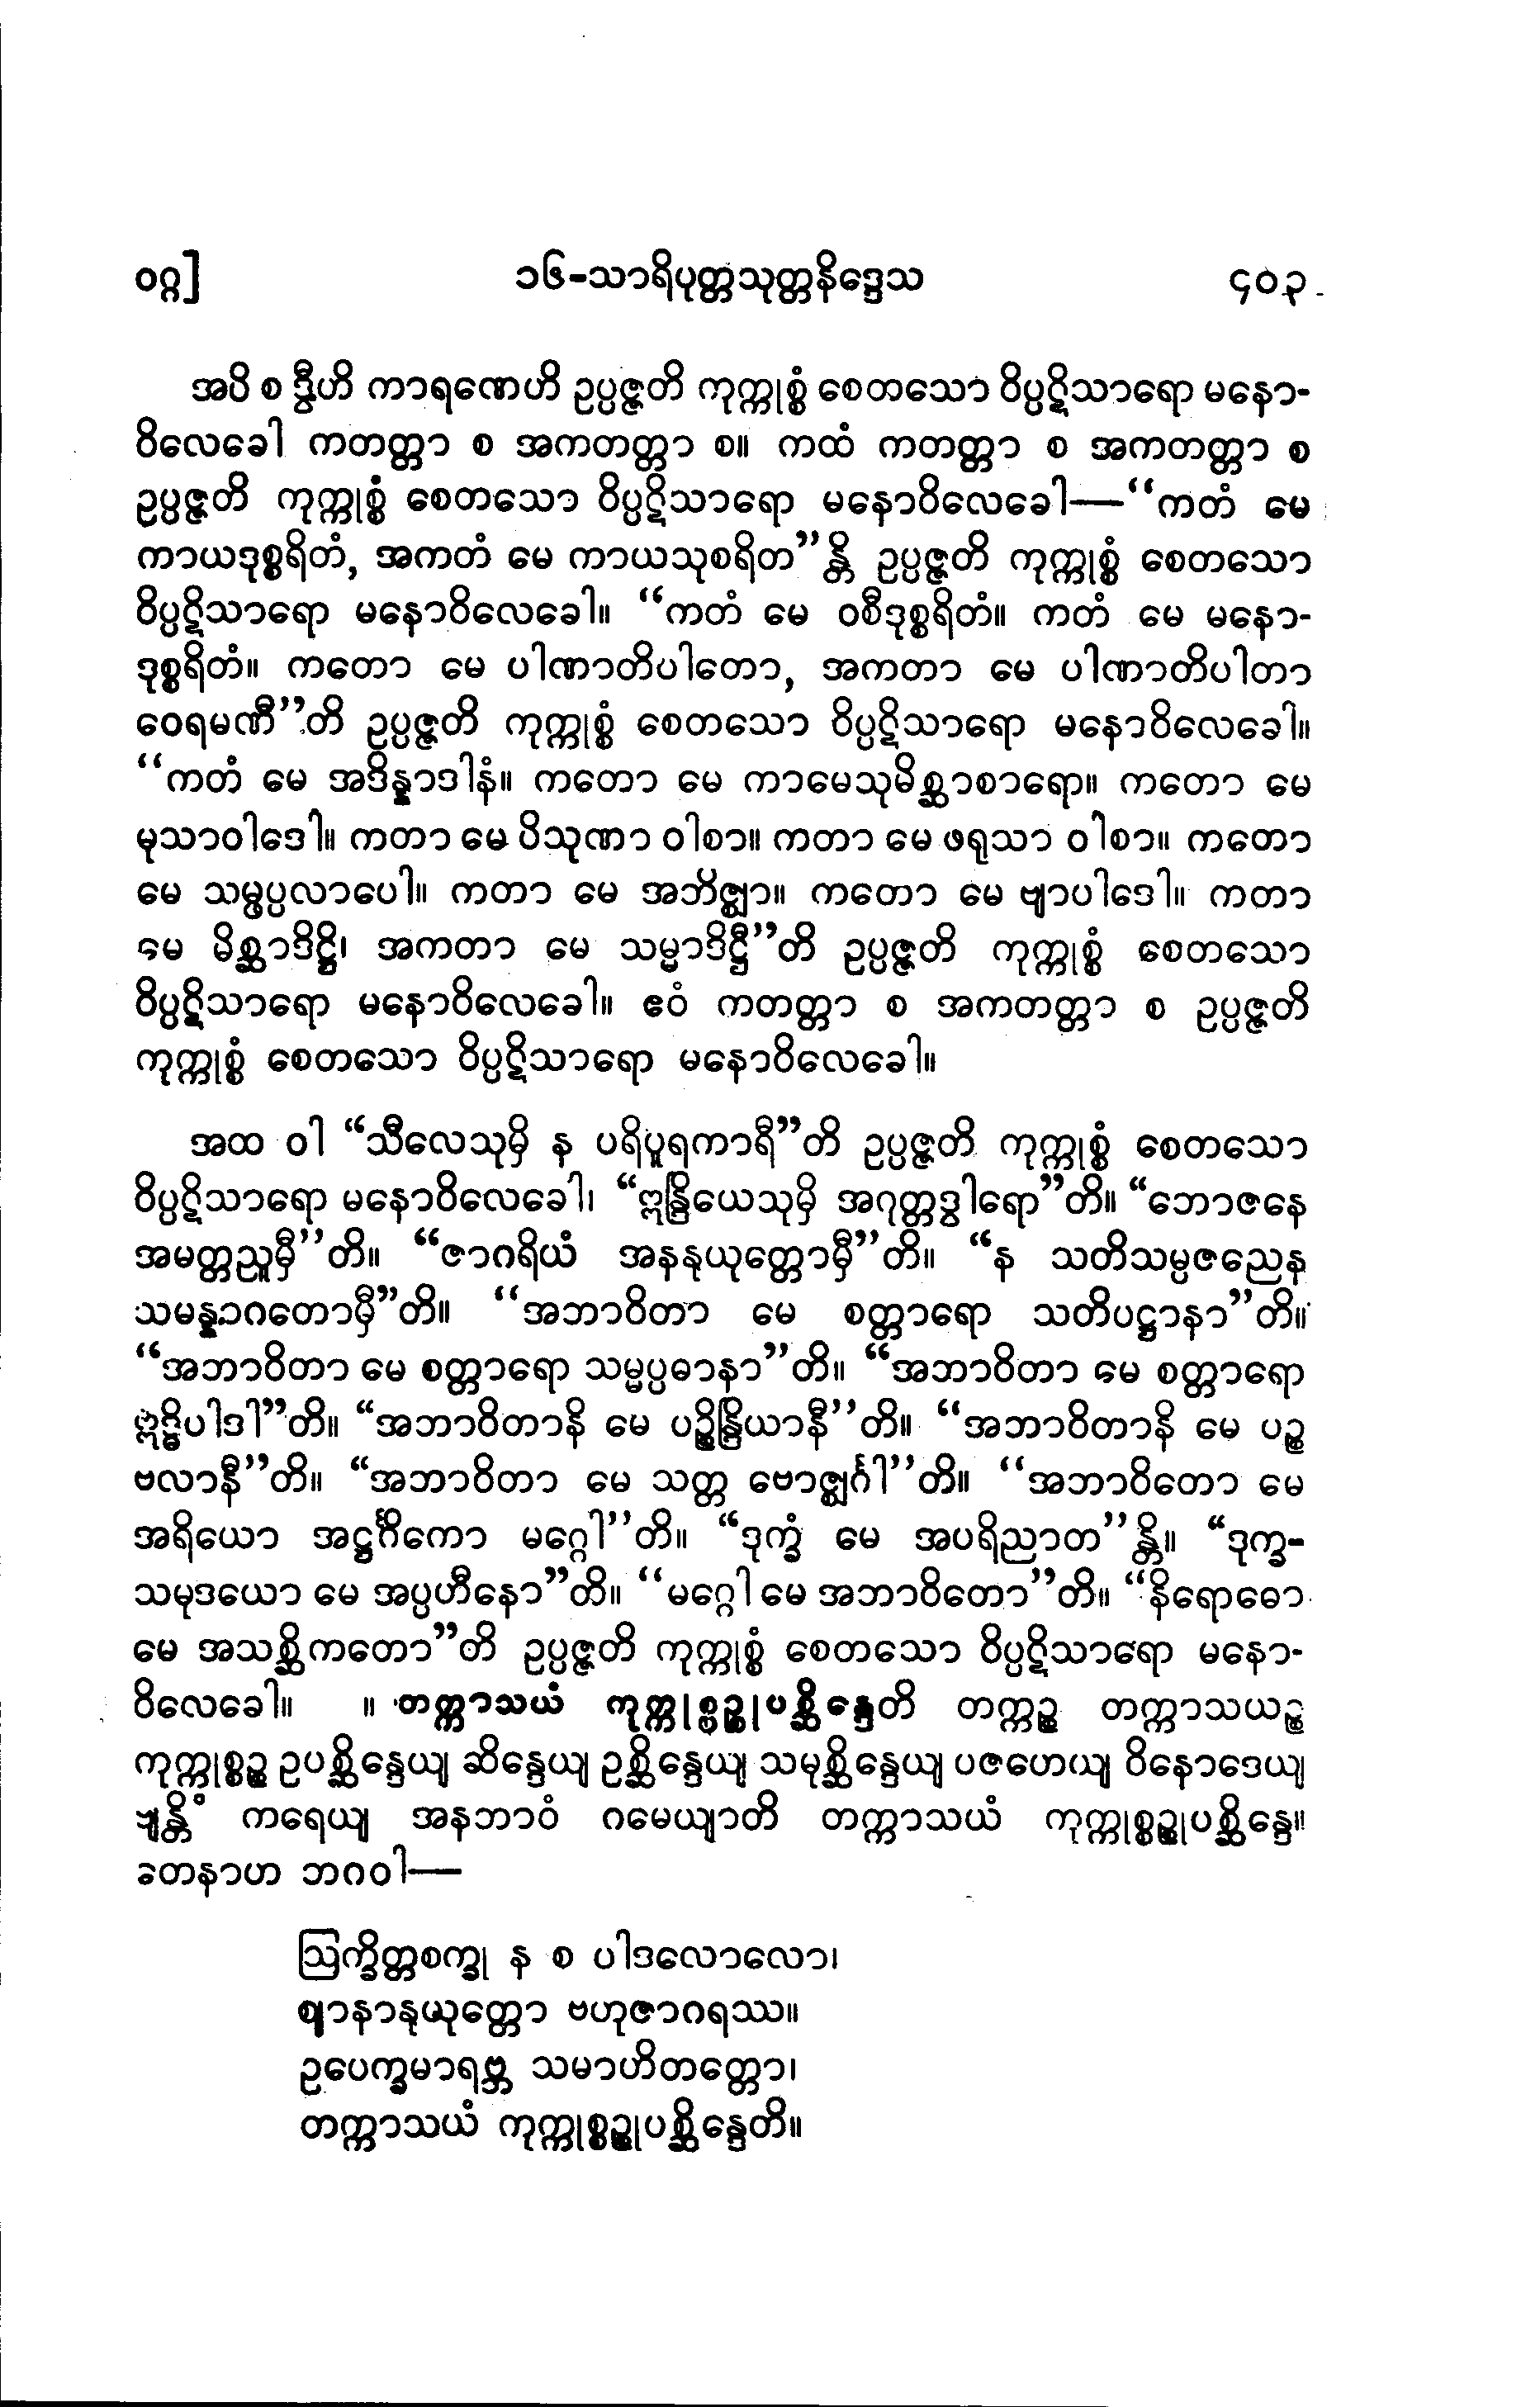 ဝဂ္ဂ]	၁၆-သာရိပုတ္တသုတ္တနိဒ္ဒေသ	၄၀၃
အပိ စ ဒွီဟိ ကာရဏေဟိ ဥပ္ပဇ္ဇတိ ကုက္ကုစ္စံ စေတသော ဝိပ္ပဋိသာရော မနော-
ဝိလေခေါ ကတတ္တာ စ အကတတ္တာ စ။ ကထံ ကတတ္တာ စ အကတတ္တာ စ
ဥပ္ပဇ္ဇတိ ကုက္ကုစ္စံ စေတသော ဝိပ္ပဋိသာရော မနောဝိလေခေါ—“ကတံ မေ
ကာယဒုစ္စရိတံ, အကတံ မေ ကာယသုစရိတ”န္တိ ဥပ္ပဇ္ဇတိ ကုက္ကုစ္စံ စေတသော
ဝိပ္ပဋိသာရော မနောဝိလေခေါ။ “ကတံ မေ ဝစီဒုစ္စရိတံ။ ကတံ မေ မနော-
ဒုစ္စရိတံ။ ကတော မေ ပါဏာတိပါတော, အကတာ မေ ပါဏာတိပါတာ
ဝေရမဏီ”တိ ဥပ္ပဇ္ဇတိ ကုက္ကုစ္စံ စေတသော ဝိပ္ပဋိသာရော မနောဝိလေခေါ။
“ကတံ မေ အဒိန္နာဒါနံ။ ကတော မေ ကာမေသုမိစ္ဆာစာရော။ ကတော မေ
မုသာဝါဒေါ။ ကတာ မေ ပိသုဏာ ဝါစာ။ ကတာ မေ ဖရုသာ ဝါစာ။ ကတော
မေ သမ္ဖပ္ပလာပေါ။ ကတာ မေ အဘိဇ္ဈာ။ ကတော မေ ဗျာပါဒေါ။ ကတာ
မေ မိစ္ဆာဒိဋ္ဌိ၊ အကတာ မေ သမ္မာဒိဋ္ဌီ”တိ ဥပ္ပဇ္ဇတိ ကုက္ကုစ္စံ စေတသော
ဝိပ္ပဋိသာရော မနောဝိလေခေါ။ ဧဝံ ကတတ္တာ စ အကတတ္တာ စ ဥပ္ပဇ္ဇတိ
ကုက္ကုစ္စံ စေတသော ဝိပ္ပဋိသာရော မနောဝိလေခေါ။
အထ ဝါ “သီလေသုမှိ န ပရိပူရကာရီ”တိ ဥပ္ပဇ္ဇတိ ကုက္ကုစ္စံ စေတသော
ဝိပ္ပဋိသာရော မနောဝိလေခေါ၊ “ဣန္ဒြိယေသုမှိ အဂုတ္တဒွါရော”တိ။ “ဘောဇနေ
အမတ္တညူမှီ”တိ။ “ဇာဂရိယံ အနနုယုတ္တောမှီ”တိ။ “န သတိသမ္ပဇညေန
သမန္နာဂတောမှီ”တိ။ “အဘာဝိတာ မေ စတ္တာရော သတိပဋ္ဌာနာ”တိ။
“အဘာဝိတာ မေ စတ္တာရော သမ္မပ္ပဓာနာ”တိ။ “အဘာဝိတာ မေ စတ္တာရော
ဣဒ္ဓိပါဒါ”တိ။ “အဘာဝိတာနိ မေ ပဉ္စိန္ဒြိယာနီ”တိ။ “အဘာဝိတာနိ မေ ပဉ္စ
ဗလာနီ”တိ။ “အဘာဝိတာ မေ သတ္တ ဗောဇ္ဈင်္ဂါ”တိ။ “အဘာဝိတော မေ
အရိယော အဋ္ဌင်္ဂိကော မဂ္ဂေါ”တိ။ “ဒုက္ခံ မေ အပရိညာတ”န္တိ။ “ဒုက္ခ-
သမုဒယော မေ အပ္ပဟီနော”တိ။ “မဂ္ဂေါ မေ အဘာဝိတော”တိ။ “နိရောဓော
မေ အသစ္ဆိကတော”တိ ဥပ္ပဇ္ဇတိ ကုက္ကုစ္စံ စေတသော ဝိပ္ပဋိသာရော မနော-
ဝိလေခေါ။ ။ တက္ကာသယံ ကုက္ကုစ္စဉ္စုပစ္ဆိန္ဒေတိ တက္ကဉ္စ တက္ကာသယဉ္စ
ကုက္ကုစ္စဉ္စ ဥပစ္ဆိန္ဒေယျ ဆိန္ဒေယျ ဥစ္ဆိန္ဒေယျ သမုစ္ဆိန္ဒေယျ ပဇဟေယျ ဝိနောဒေယျ
ဗျန္တိံ ကရေယျ အနဘာဝံ ဂမေယျာတိ တက္ကာသယံ ကုက္ကုစ္စဉ္စုပစ္ဆိန္ဒေ။
တေနာဟ ဘဂဝါ—
ဩက္ခိတ္တစက္ခု န စ ပါဒလောလော၊
ဈာနာနုယုတ္တော ဗဟုဇာဂရဿ။
ဥပေက္ခမာရဗ္ဘ သမာဟိတတ္တော၊
တက္ကာသယံ ကုက္ကုစ္စဉ္စုပစ္ဆိန္ဒေတိ။